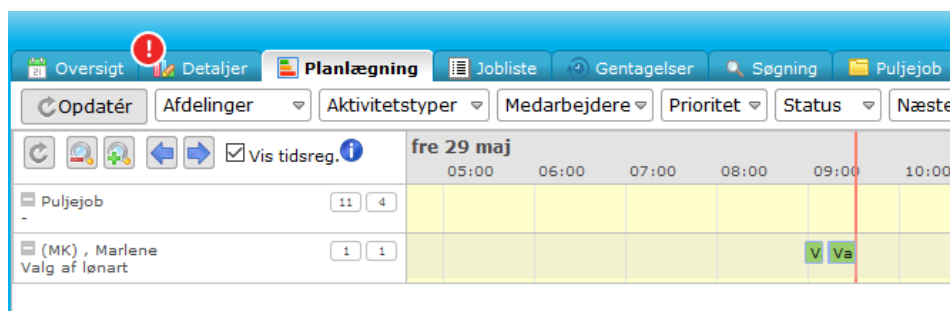 !
Oversigt Detaljer Planlægning Jobliste Gentagelser Søgning Puljejob
Opdatér Afdelinger Aktivitetstyper Medarbejdere Prioritet Status Næste
Vis tidsreg. i fre 29 maj
05:00 06:00 07:00 08:00 09:00 10:00
Puljejob 11 4
-
(MK) , Marlene 1 1 V Va
Valg af lønart